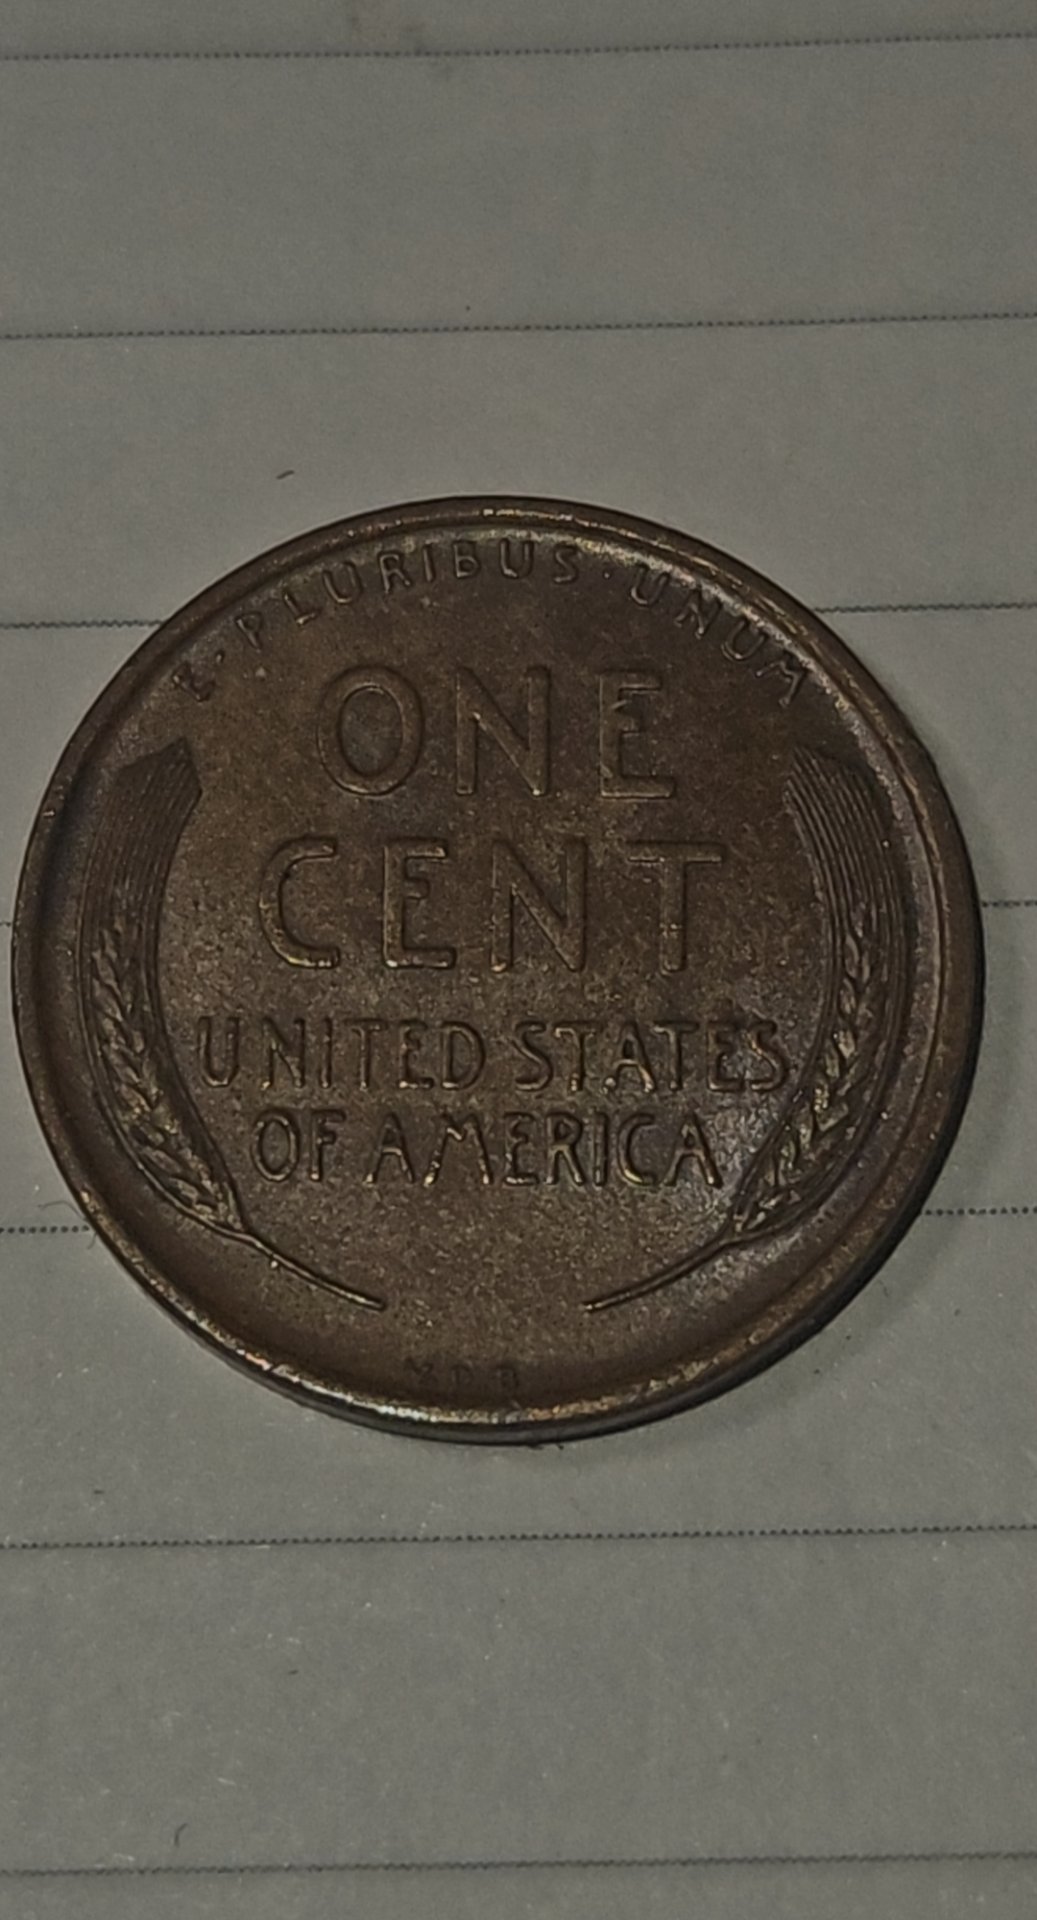 E · PLURIBUS · UNUM
ONE
CENT
UNITED STATES
OF AMERICA